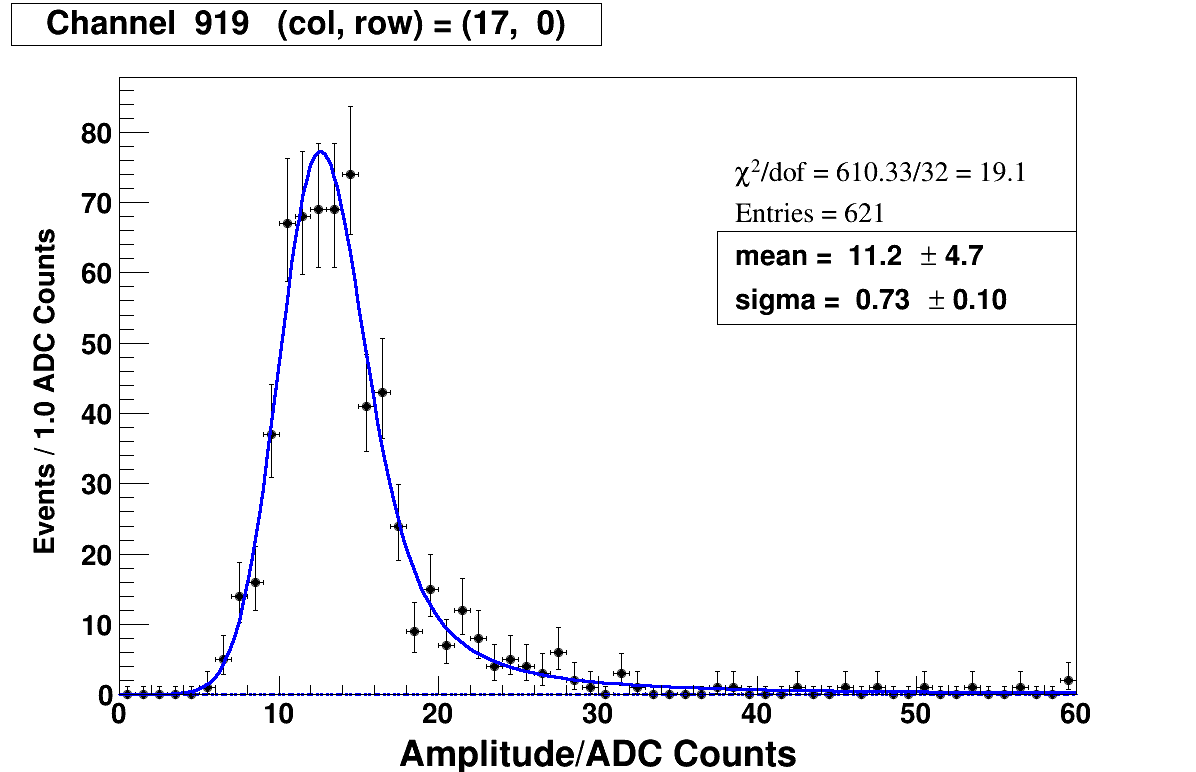 Channel 919 (col, row) = (17, 0)
χ²/dof = 610.33/32 = 19.1
Entries = 621
mean = 11.2 ± 4.7
sigma = 0.73 ± 0.10
Events / 1.0 ADC Counts
80
70
60
50
40
30
20
10
0
0 10 20 30 40 50 60
Amplitude/ADC Counts